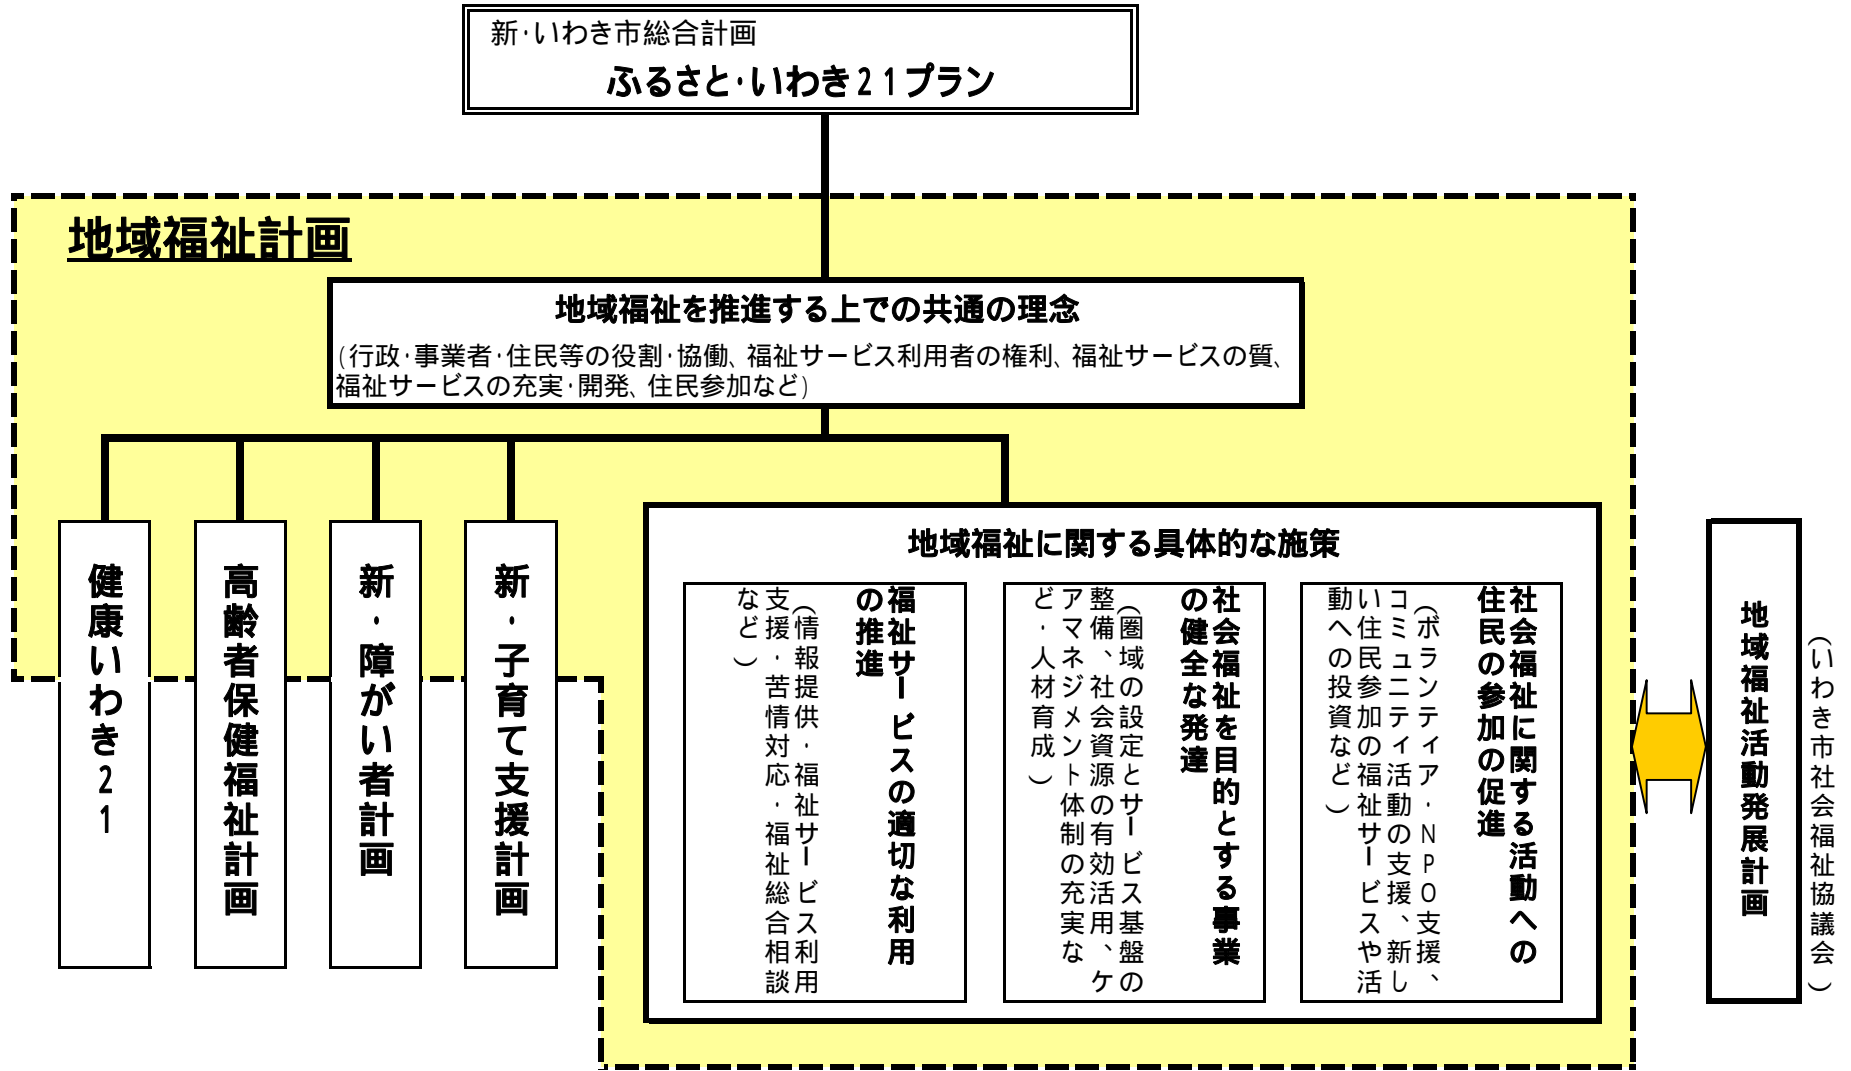 新・いわき市総合計画
ふるさと・いわき21プラン
地域福祉計画
地域福祉を推進する上での共通の理念
(行政・事業者・住民等の役割・協働、福祉サービス利用者の権利、福祉サービスの質、
福祉サービスの充実・開発、住民参加など)
健康いわき21
高齢者保健福祉計画
新・障がい者計画
新・子育て支援計画
地域福祉に関する具体的な施策
福祉サービスの適切な利用
の推進
(情報提供・福祉サービス利用
支援・苦情対応・福祉総合相談
など)
社会福祉を目的とする事業
の健全な発達
(圏域の設定とサービス基盤の
整備、社会資源の有効活用、ケ
アマネジメント体制の充実な
ど・人材育成)
社会福祉に関する活動への
住民の参加の促進
(ボランティア・NPO支援、
コミュニティ活動の支援、新し
い住民参加の福祉サービスや活
動への投資など)
地域福祉活動発展計画
(いわき市社会福祉協議会)